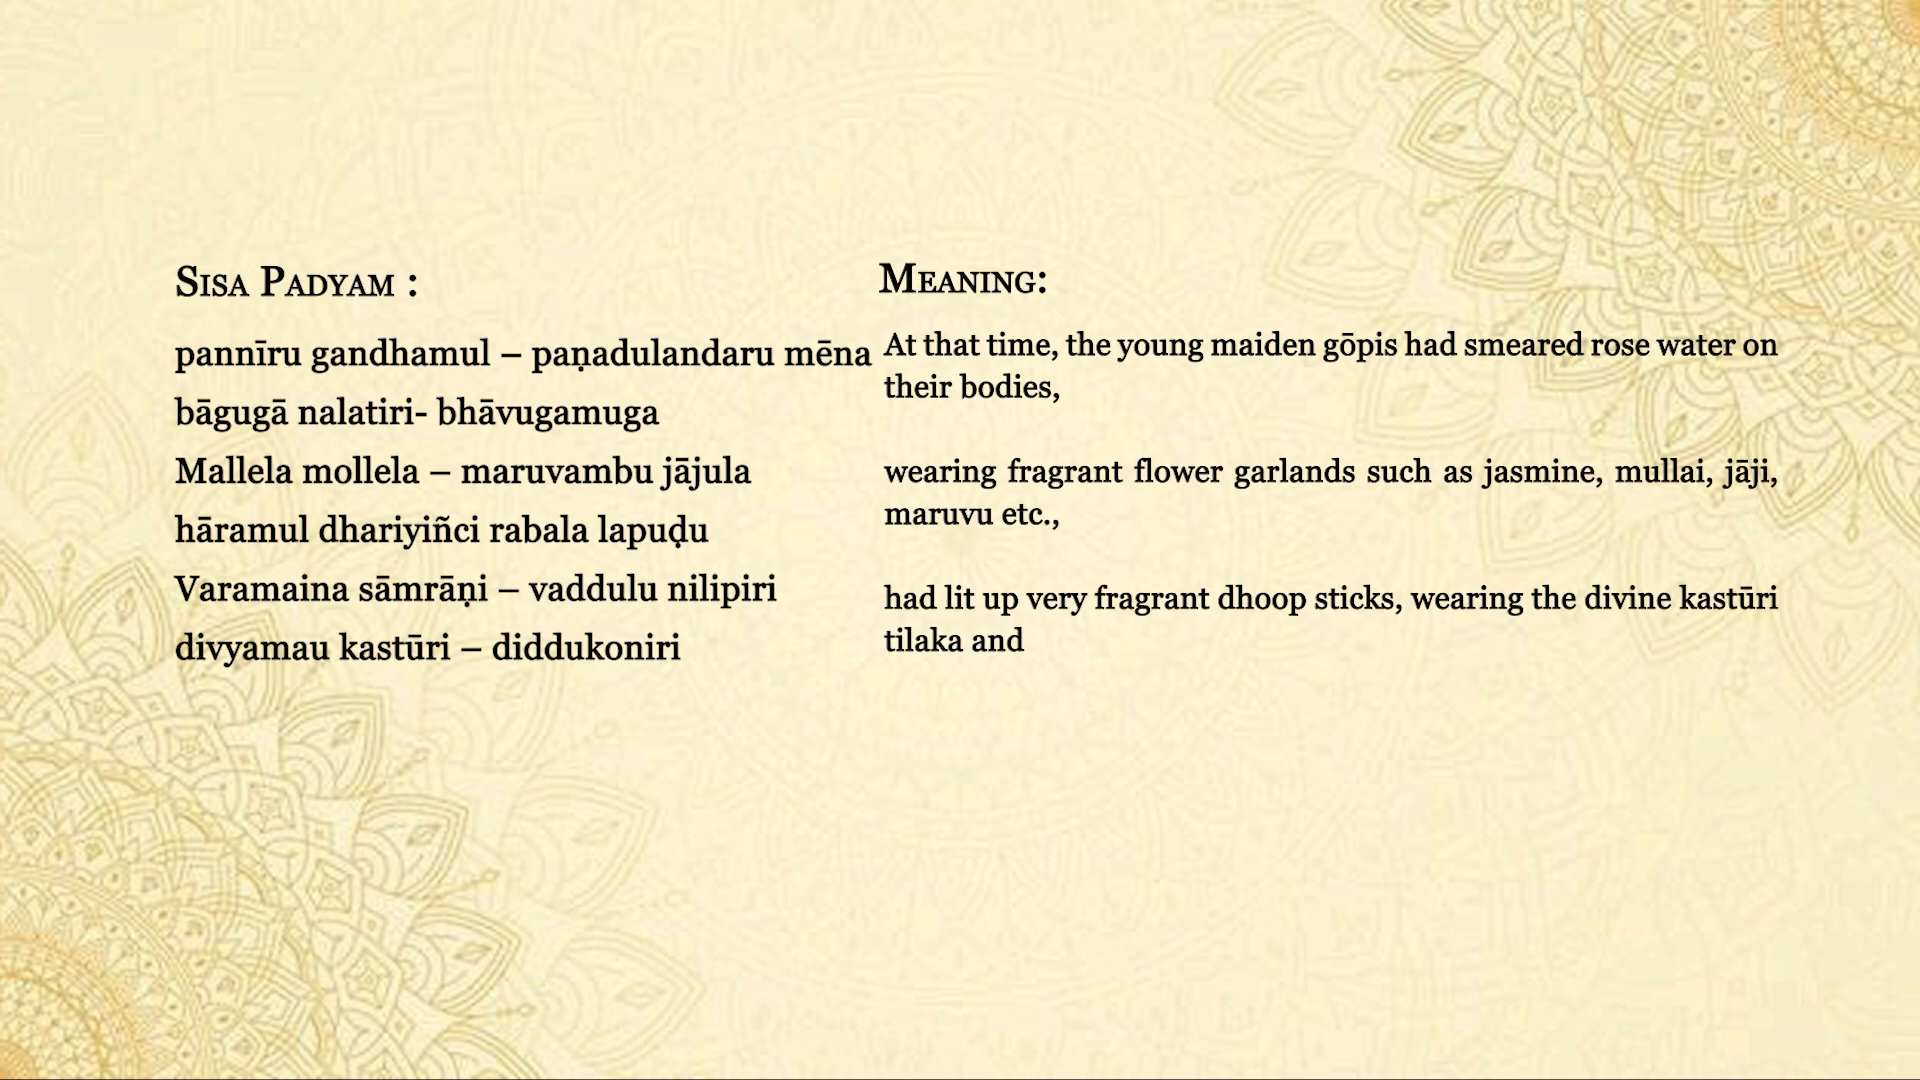 Sisa Padyam :
pannīru gandhamul – paṇadulandaru mēna
bāgugā nalatiri- bhāvugamuga
Mallela mollela – maruvambu jājula
hāramul dhariyiñci rabala lapuḍu
Varamaina sāmrāṇi – vaddulu nilipiri
divyamau kastūri – diddukoniri
Meaning:
At that time, the young maiden gōpis had smeared rose water on
their bodies,
wearing fragrant flower garlands such as jasmine, mullai, jāji,
maruvu etc.,
had lit up very fragrant dhoop sticks, wearing the divine kastūri
tilaka and